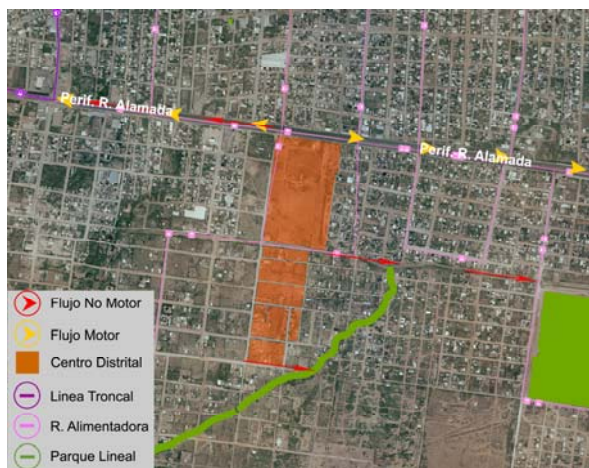 Perif. R. Alamada
Perif. R. Alamada
Flujo No Motor
Flujo Motor
Centro Distrital
Linea Troncal
R. Alimentadora
Parque Lineal